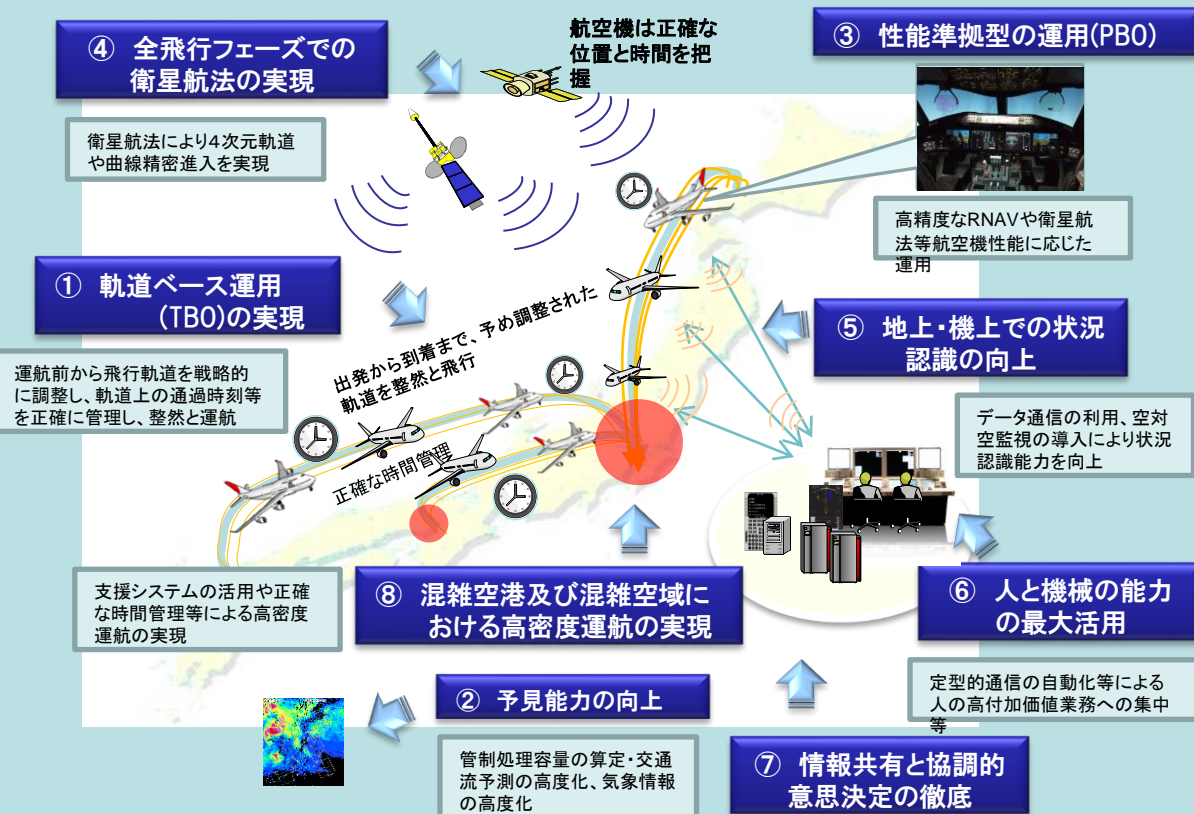 ④ 全飛行フェーズでの
衛星航法の実現
衛星航法により4次元軌道
や曲線精密進入を実現
航空機は正確な
位置と時間を把
握
③ 性能準拠型の運用(PBO)
高精度なRNAVや衛星航
法等航空機性能に応じた
運用
① 軌道ベース運用
(TBO)の実現
運航前から飛行軌道を戦略的
に調整し、軌道上の通過時刻等
を正確に管理し、整然と運航
出発から到着まで、予め調整された
軌道を整然と飛行
正確な時間管理
⑤ 地上・機上での状況
認識の向上
データ通信の利用、空対
空監視の導入により状況
認識能力を向上
支援システムの活用や正確
な時間管理等による高密度
運航の実現
⑧ 混雑空港及び混雑空域に
おける高密度運航の実現
⑥ 人と機械の能力
の最大活用
定型的通信の自動化等による
人の高付加価値業務への集中
等
② 予見能力の向上
管制処理容量の算定・交通
流予測の高度化、気象情報
の高度化
⑦ 情報共有と協調的
意思決定の徹底